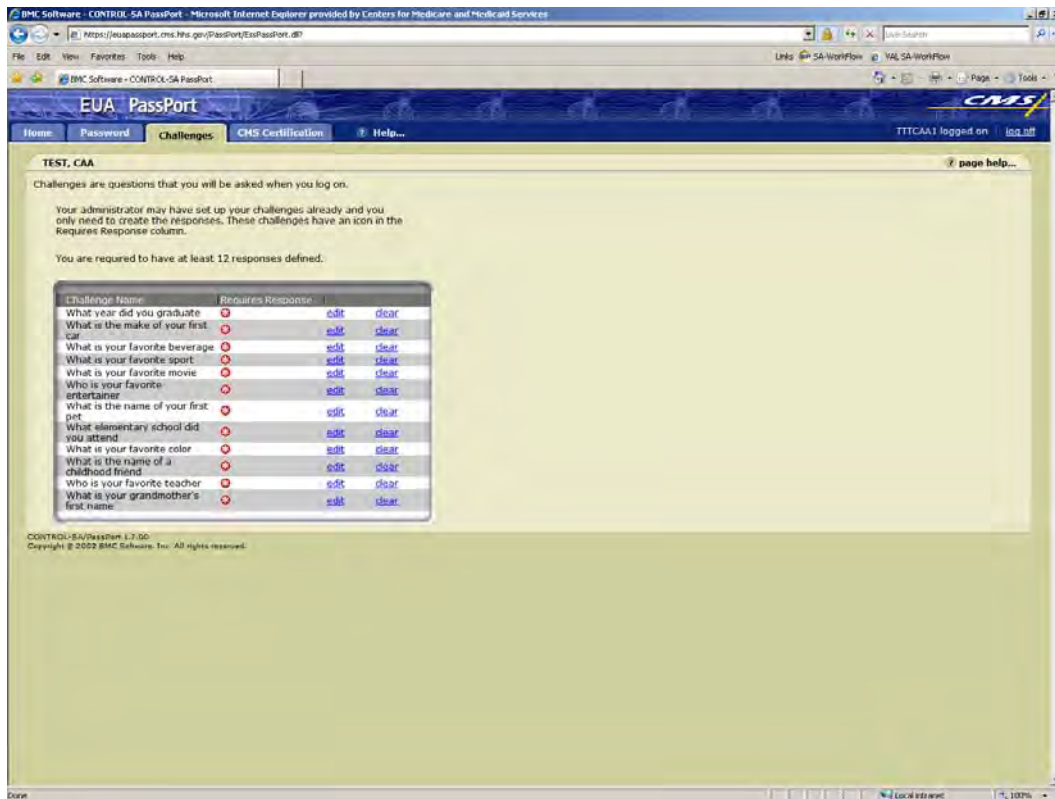 BMC Software - CONTROL-SA PassPort - Microsoft Internet Explorer provided by Centers for Medicare and Medicaid Services
https://euapassport.cms.hhs.gov/PassPort/EssPassPort.dll?
Live Search
File Edit View Favorites Tools Help
Links SA-WorkFlow VAL SA-WorkFlow
BMC Software - CONTROL-SA PassPort
Page Tools
EUA PassPort
CMS
Home Password Challenges CMS Certification ? Help...
TTTCAA1 logged on log off
TEST, CAA
? page help...
Challenges are questions that you will be asked when you log on.
Your administrator may have set up your challenges already and you
only need to create the responses. These challenges have an icon in the
Requires Response column.
You are required to have at least 12 responses defined.
Challenge Name Requires Response
What year did you graduate edit clear
What is the make of your first
car edit clear
What is your favorite beverage edit clear
What is your favorite sport edit clear
What is your favorite movie edit clear
Who is your favorite
entertainer edit clear
What is the name of your first
pet edit clear
What elementary school did
you attend edit clear
What is your favorite color edit clear
What is the name of a
childhood friend edit clear
Who is your favorite teacher edit clear
What is your grandmother's
first name edit clear
CONTROL-SA/PassPort 1.7.00
Copyright © 2002 BMC Software, Inc. All rights reserved.
Done
Local intranet
100%